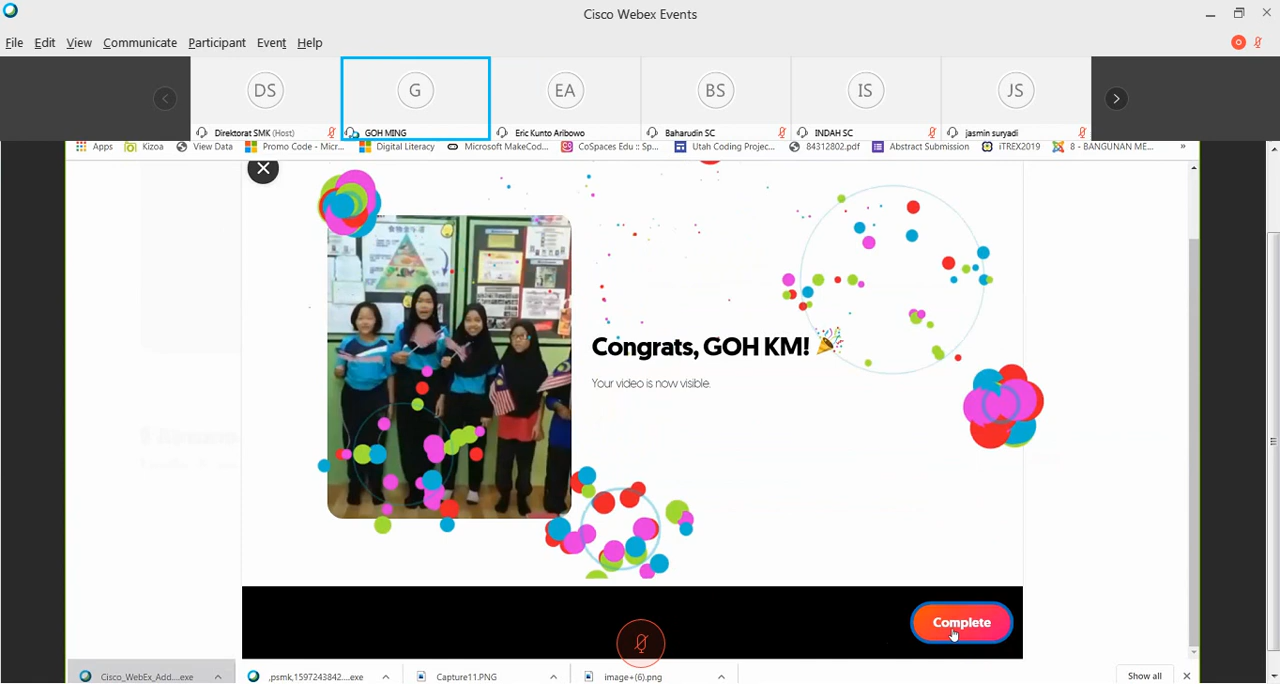 Cisco Webex Events
File Edit View Communicate Participant Event Help
DS G EA BS IS JS
Direktorat SMK (Host) GOH MING Eric Kunto Aribowo Baharudin SC INDAH SC jasmin suryadi
Apps Kizoa View Data Promo Code - Micr... Digital Literacy Microsoft MakeCod... CoSpaces Edu :: Sp... Utah Coding Projec... 84312802.pdf Abstract Submission iTREX2019 8 - BANGUNAN ME... »
Congrats, GOH KM!
Your video is now visible.
Complete
Cisco_WebEx_Add....exe ,psmk,1597243842....exe Capture11.PNG image+(6).png Show all